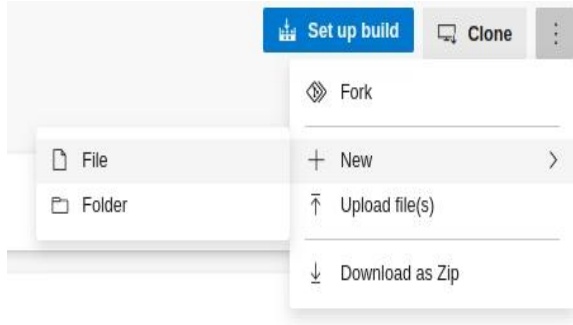 Set up build
Clone
Fork
New
File
Folder
Upload file(s)
Download as Zip